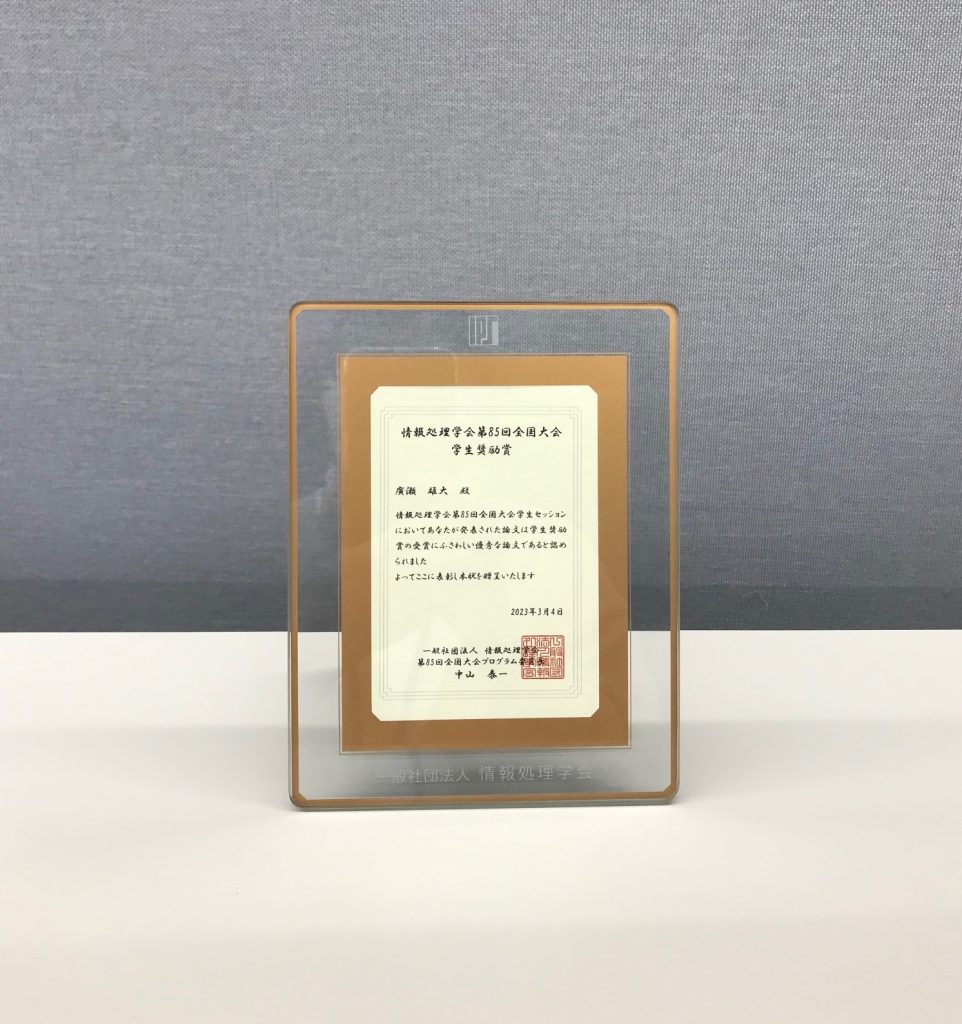 情報処理学会第85回全国大会
学生奨励賞
廣瀬 雄大 殿
情報処理学会第85回全国大会学生セッション
においてあなたが発表された論文は学生奨励
賞の受賞にふさわしい優秀な論文であると認め
られました
よってここに表彰し本状を贈呈いたします
2023年3月4日
一般社団法人 情報処理学会
第85回全国大会プログラム委員長
中山 泰一
一般社団法人 情報処理学会